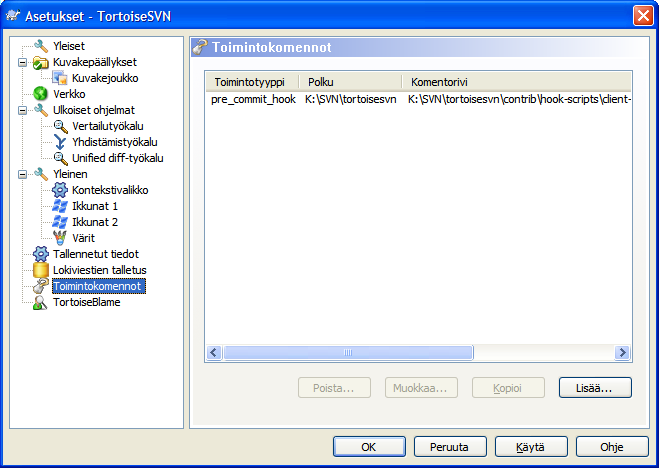 Asetukset - TortoiseSVN
Yleiset
Kuvakepäällykset
Kuvakejoukko
Verkko
Ulkoiset ohjelmat
Vertailutyökalu
Yhdistämistyökalu
Unified diff-työkalu
Yleinen
Kontekstivalikko
Ikkunat 1
Ikkunat 2
Värit
Tallennetut tiedot
Lokiviestien talletus
Toimintokomennot
TortoiseBlame
Toimintokomennot
Toimintotyyppi Polku Komentorivi
pre_commit_hook K:\SVN\tortoisesvn K:\SVN\tortoisesvn\contrib\hook-scripts\client-
Poista... Muokkaa... Kopioi Lisää...
OK Peruuta Käytä Ohje